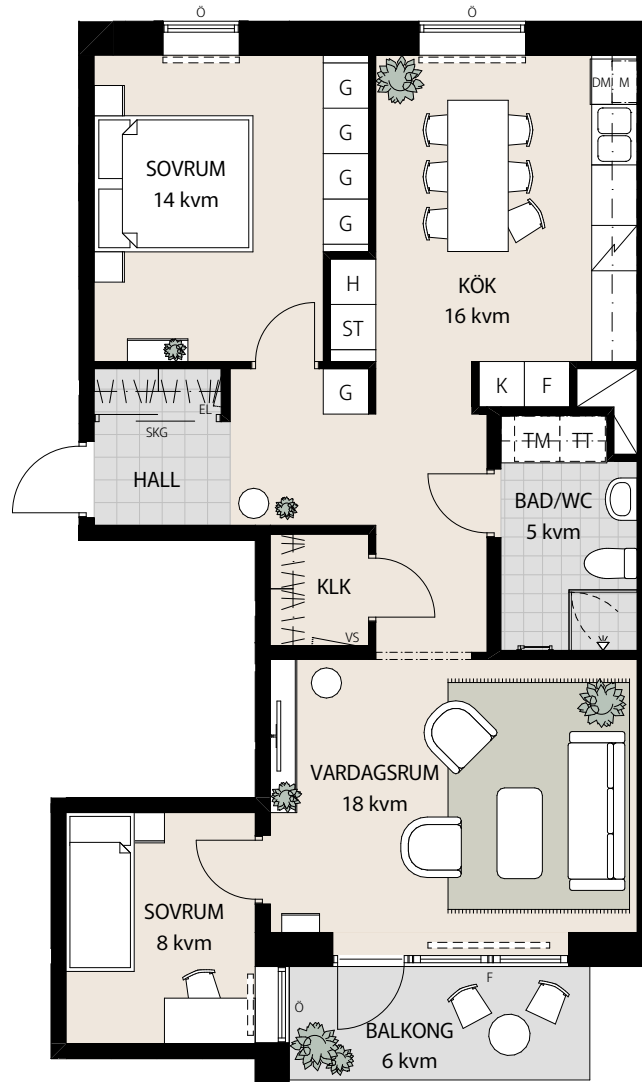 Ö
Ö
DM M
G
G
G
G
SOVRUM
14 kvm
KÖK
16 kvm
H
ST
G
K F
EL
SKG
HALL
TM TT
BAD/WC
5 kvm
KLK
VS
VARDAGSRUM
18 kvm
SOVRUM
8 kvm
F
Ö
BALKONG
6 kvm